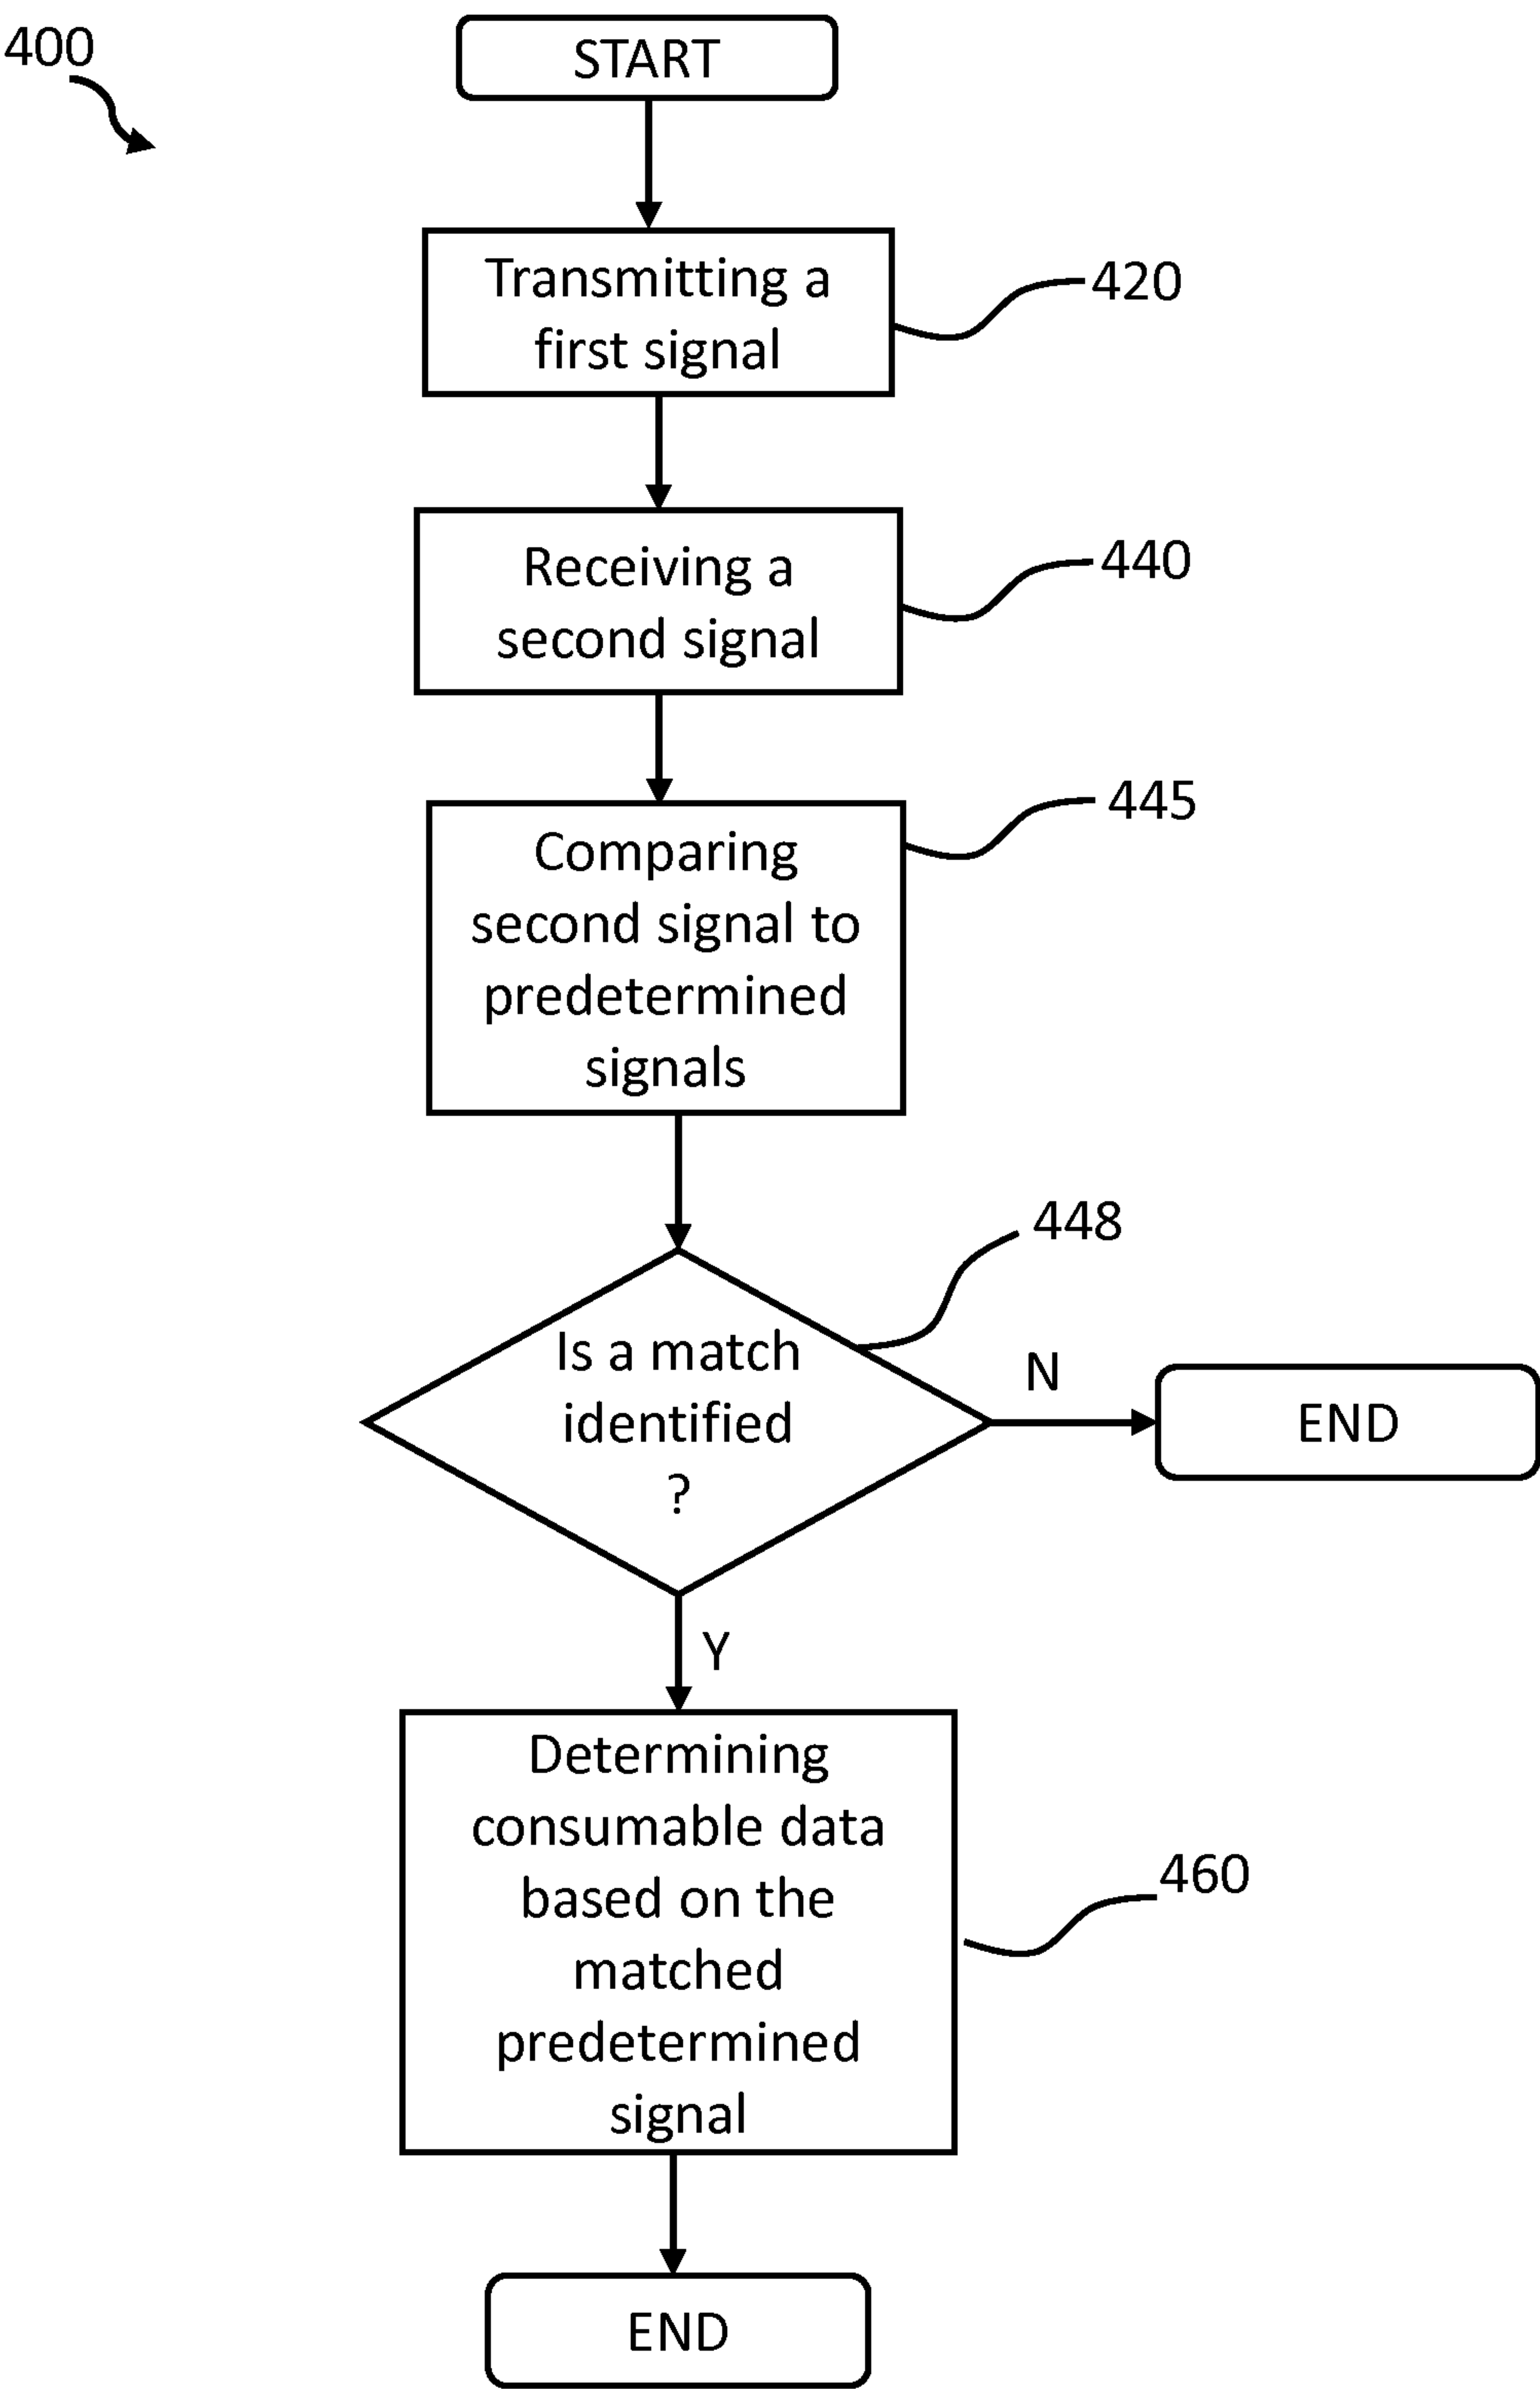 400
START
Transmitting a
first signal
420
Receiving a
second signal
440
Comparing
second signal to
predetermined
signals
445
Is a match
identified
?
448
N
END
Y
Determining
consumable data
based on the
matched
predetermined
signal
460
END